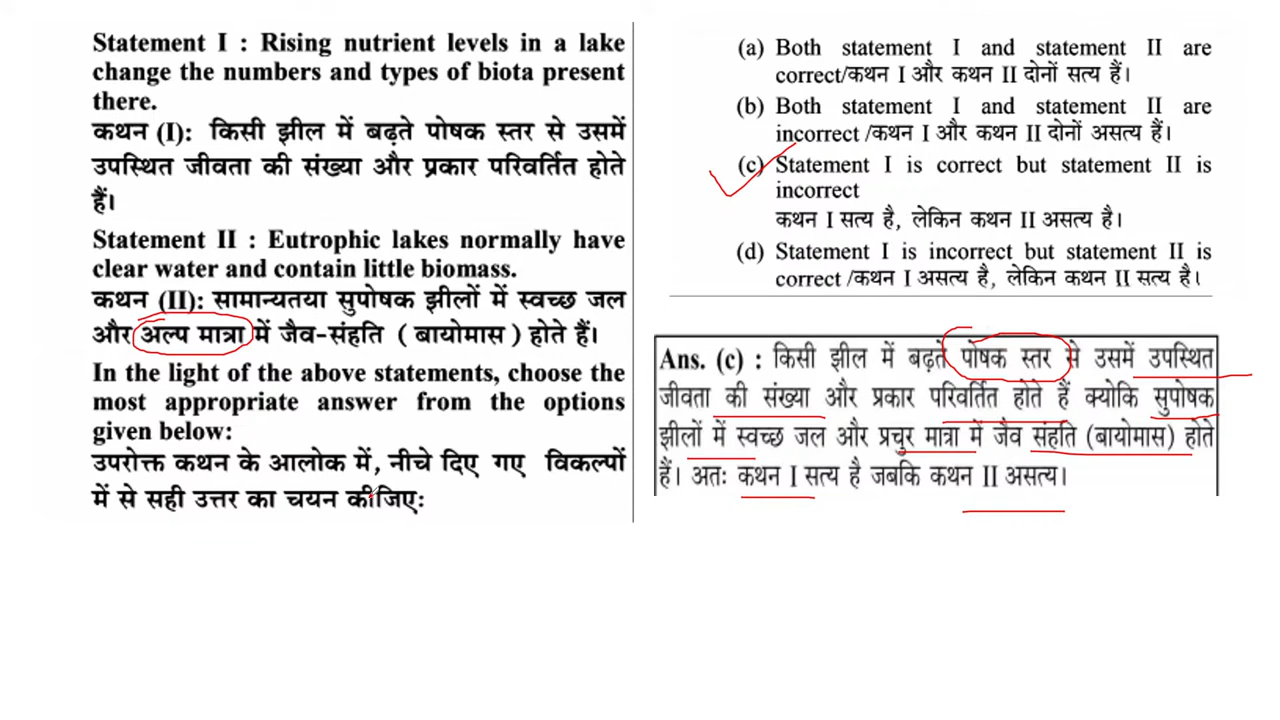 Statement I : Rising nutrient levels in a lake
change the numbers and types of biota present
there.
कथन (I): किसी झील में बढ़ते पोषक स्तर से उसमें
उपस्थित जीवता की संख्या और प्रकार परिवर्तित होते
हैं।
Statement II : Eutrophic lakes normally have
clear water and contain little biomass.
कथन (II): सामान्यतया सुपोषक झीलों में स्वच्छ जल
और अल्प मात्रा में जैव-संहति ( बायोमास ) होते हैं।
In the light of the above statements, choose the
most appropriate answer from the options
given below:
उपरोक्त कथन के आलोक में, नीचे दिए गए विकल्पों
में से सही उत्तर का चयन कीजिए:
(a) Both statement I and statement II are
correct/कथन I और कथन II दोनों सत्य हैं।
(b) Both statement I and statement II are
incorrect /कथन I और कथन II दोनों असत्य हैं।
(c) Statement I is correct but statement II is
incorrect
कथन I सत्य है, लेकिन कथन II असत्य है।
(d) Statement I is incorrect but statement II is
correct /कथन I असत्य है, लेकिन कथन II सत्य है।
Ans. (c) : किसी झील में बढ़ते पोषक स्तर से उसमें उपस्थित
जीवता की संख्या और प्रकार परिवर्तित होते हैं क्योकि सुपोषक
झीलों में स्वच्छ जल और प्रचुर मात्रा में जैव संहति (बायोमास) होते
हैं। अतः कथन I सत्य है जबकि कथन II असत्य।